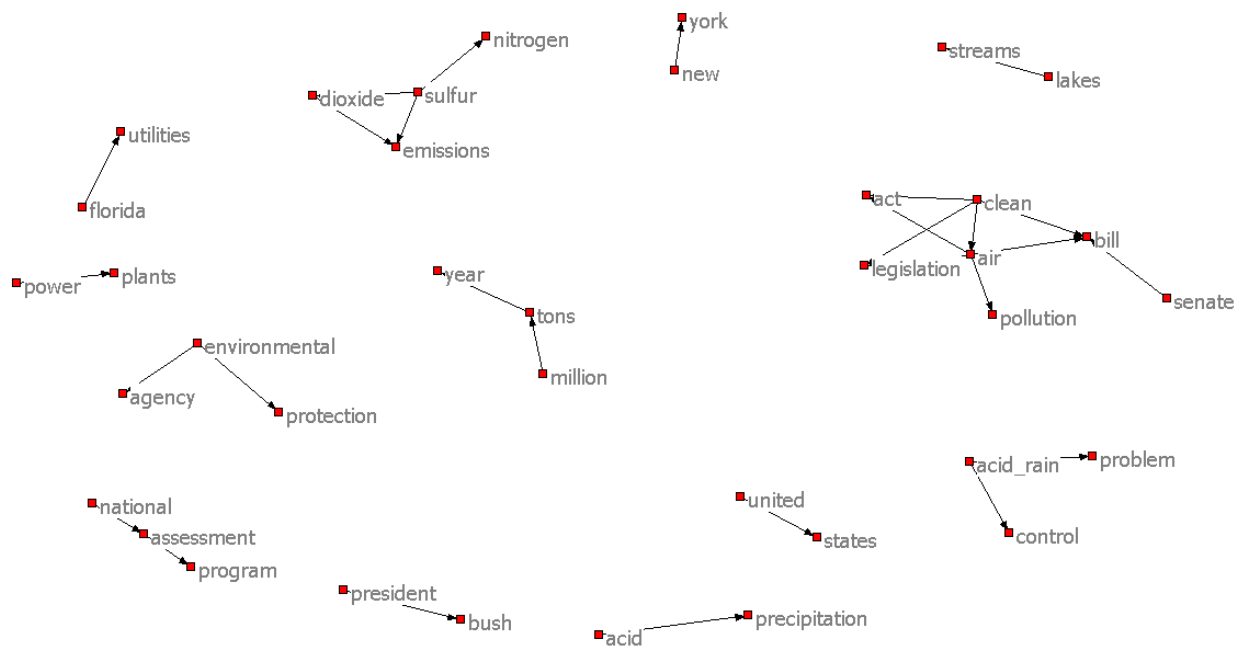 york
nitrogen
streams
new
lakes
dioxide
sulfur
utilities
emissions
act
clean
florida
bill
air
legislation
plants
year
power
senate
tons
pollution
environmental
million
agency
protection
problem
acid_rain
national
united
assessment
control
states
program
president
precipitation
bush
acid